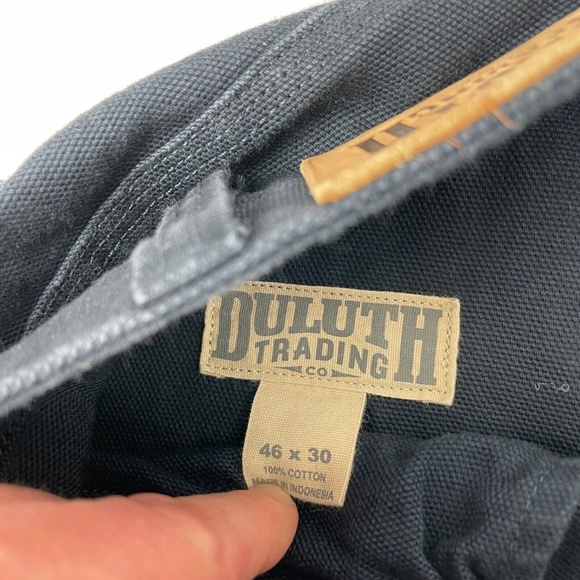 DULUTH
TRADING
CO
46 x 30
100% COTTON
MADE IN INDONESIA